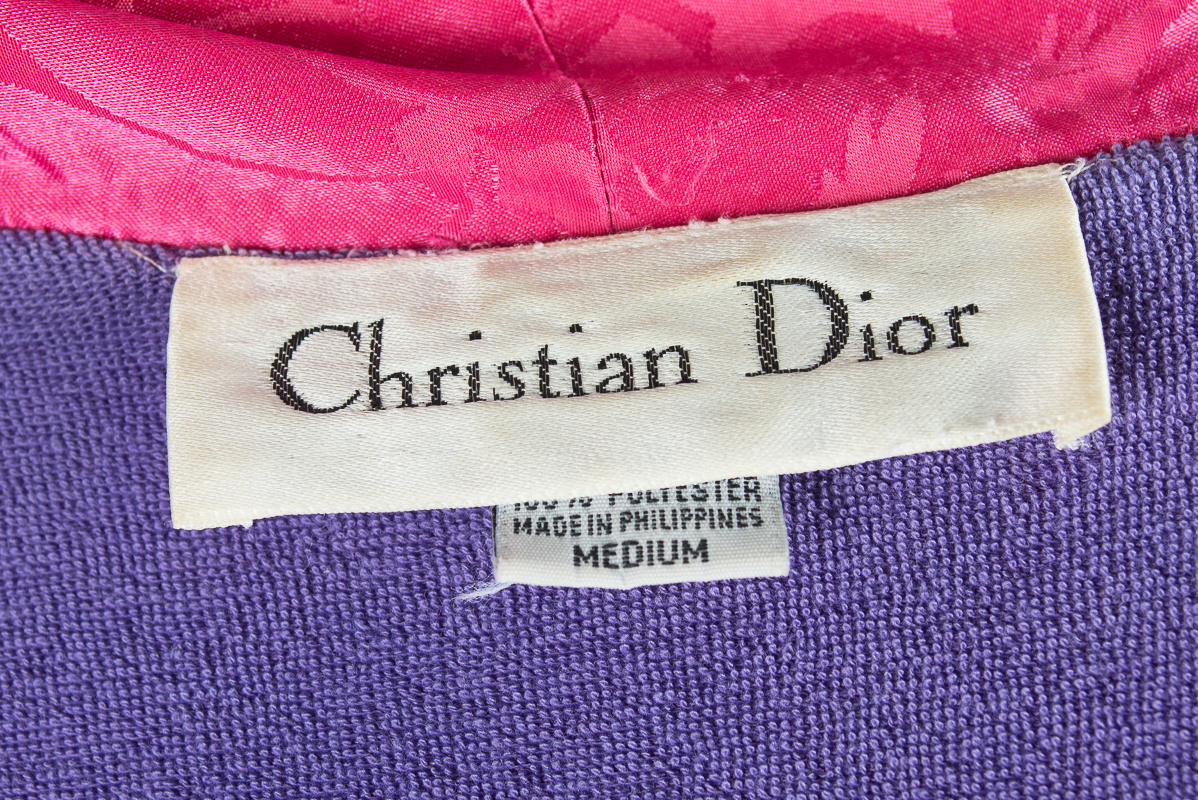 Christian Dior
100% POLYESTER
MADE IN PHILIPPINES
MEDIUM